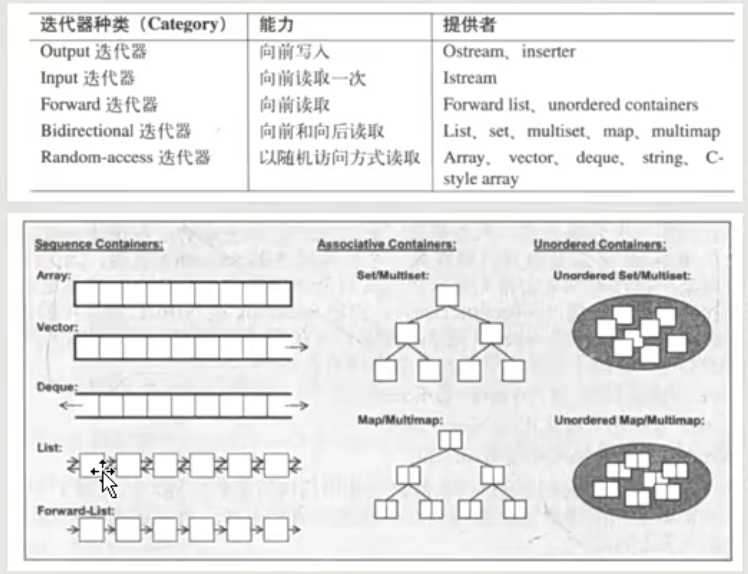 迭代器种类（Category） 能力 提供者
Output 迭代器 向前写入 Ostream、inserter
Input 迭代器 向前读取一次 Istream
Forward 迭代器 向前读取 Forward list、unordered containers
Bidirectional 迭代器 向前和向后读取 List、set、multiset、map、multimap
Random-access 迭代器 以随机访问方式读取 Array、vector、deque、string、C-
style array
Sequence Containers: Associative Containers: Unordered Containers:
Array: Set/Multiset: Unordered Set/Multiset:
Vector:
Deque:
Map/Multimap: Unordered Map/Multimap:
List:
Forward-List: